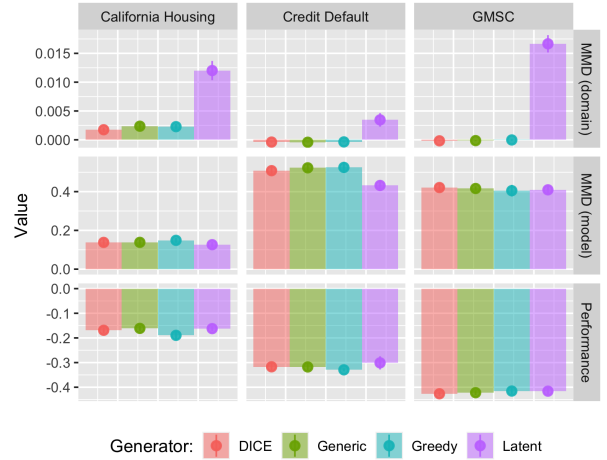 California Housing
Credit Default
GMSC
0.015
0.010
0.005
0.000
MMD (domain)
0.4
0.2
0.0
MMD (model)
0.0
-0.1
-0.2
-0.3
-0.4
Performance
Value
Generator: DICE Generic Greedy Latent